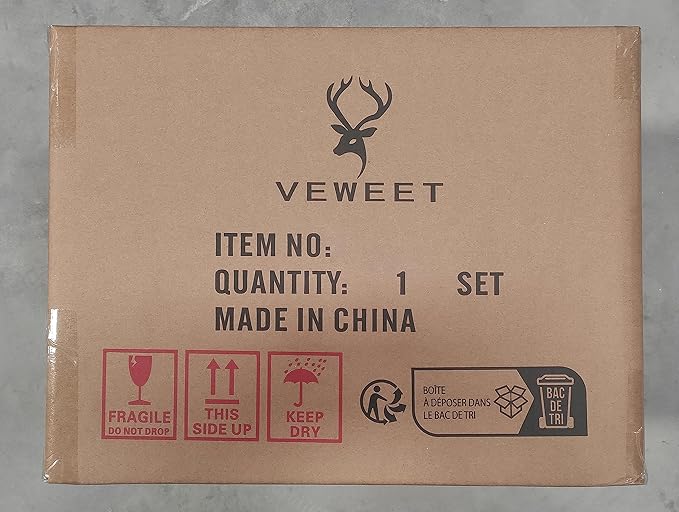 VEWEET
ITEM NO:
QUANTITY: 1 SET
MADE IN CHINA
FRAGILE
DO NOT DROP
THIS
SIDE UP
KEEP
DRY
BOÎTE
À DÉPOSER DANS
LE BAC DE TRI
BAC
DE
TRI